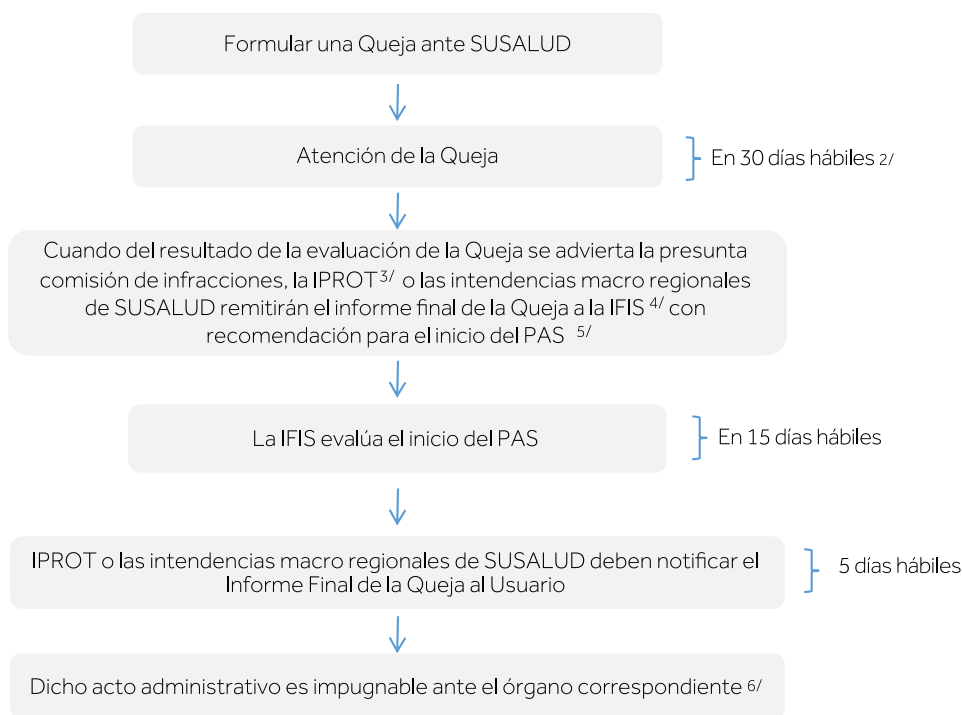 Formular una Queja ante SUSALUD
Atención de la Queja
En 30 días hábiles 2/
Cuando del resultado de la evaluación de la Queja se advierta la presunta
comisión de infracciones, la IPROT3/ o las intendencias macro regionales
de SUSALUD remitirán el informe final de la Queja a la IFIS 4/ con
recomendación para el inicio del PAS 5/
La IFIS evalúa el inicio del PAS
En 15 días hábiles
IPROT o las intendencias macro regionales de SUSALUD deben notificar el
Informe Final de la Queja al Usuario
5 días hábiles
Dicho acto administrativo es impugnable ante el órgano correspondiente 6/